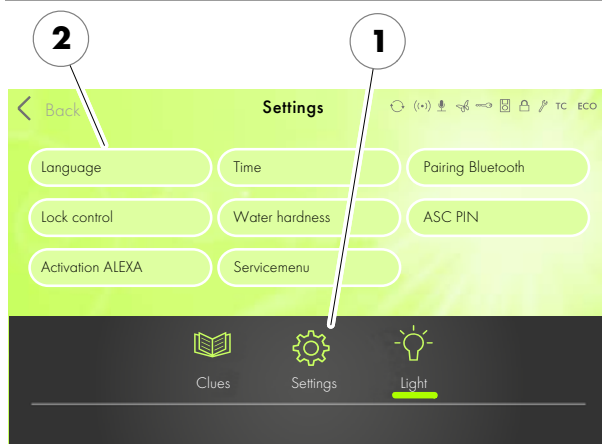 2
1
Back
Settings
TC ECO
Language
Time
Pairing Bluetooth
Lock control
Water hardness
ASC PIN
Activation ALEXA
Servicemenu
Clues
Settings
Light